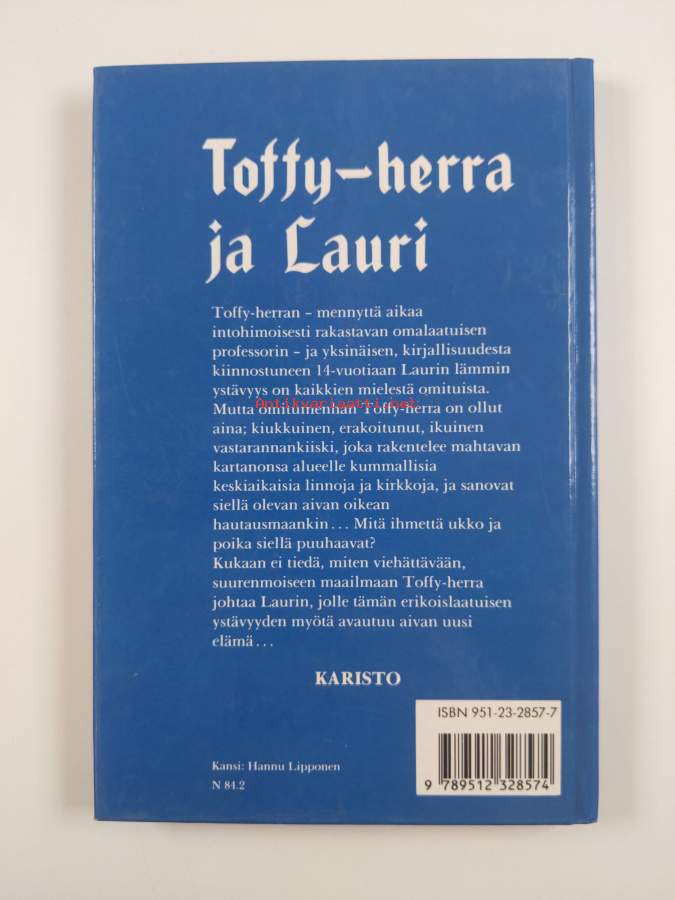 Toffy-herra
ja Lauri
Toffy-herran – mennyttä aikaa
intohimoisesti rakastavan omalaatuisen
professorin – ja yksinäisen, kirjallisuudesta
kiinnostuneen 14-vuotiaan Laurin lämmin
ystävyys on kaikkien mielestä omituista.
Antikvariaatti.net
Mutta omituinenhan Toffy-herra on ollut
aina; kiukkuinen, erakoitunut, ikuinen
vastarannankiiski, joka rakentelee mahtavan
kartanonsa alueelle kummallisia
keskiaikaisia linnoja ja kirkkoja, ja sanovat
siellä olevan aivan oikean
hautausmaankin... Mitä ihmettä ukko ja
poika siellä puuhaavat?
Kukaan ei tiedä, miten viehättävään,
suurenmoiseen maailmaan Toffy-herra
johtaa Laurin, jolle tämän erikoislaatuisen
ystävyyden myötä avautuu aivan uusi
elämä...
KARISTO
ISBN 951-23-2857-7
9 789512 328574
Kansi: Hannu Lipponen
N 84.2